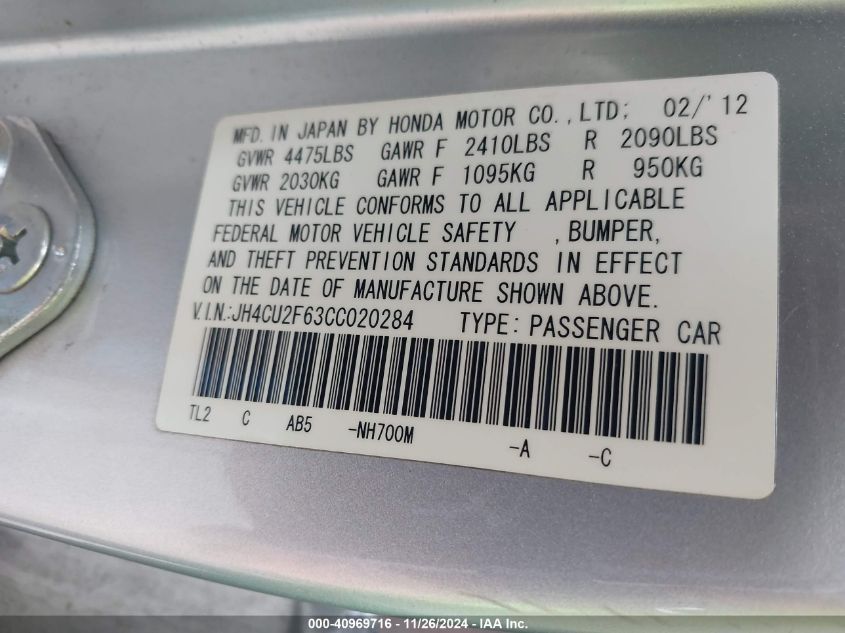 MFD. IN JAPAN BY HONDA MOTOR CO.,LTD; 02/'12
GVWR 4475LBS GAWR F 2410LBS R 2090LBS
GVWR 2030KG GAWR F 1095KG R 950KG
THIS VEHICLE CONFORMS TO ALL APPLICABLE
FEDERAL MOTOR VEHICLE SAFETY , BUMPER,
AND THEFT PREVENTION STANDARDS IN EFFECT
ON THE DATE OF MANUFACTURE SHOWN ABOVE.
V.I.N.:JH4CU2F63CC020284 TYPE: PASSENGER CAR
TL2 C AB5 -NH700M -A -C
000-40969716 - 11/26/2024 - IAA Inc.